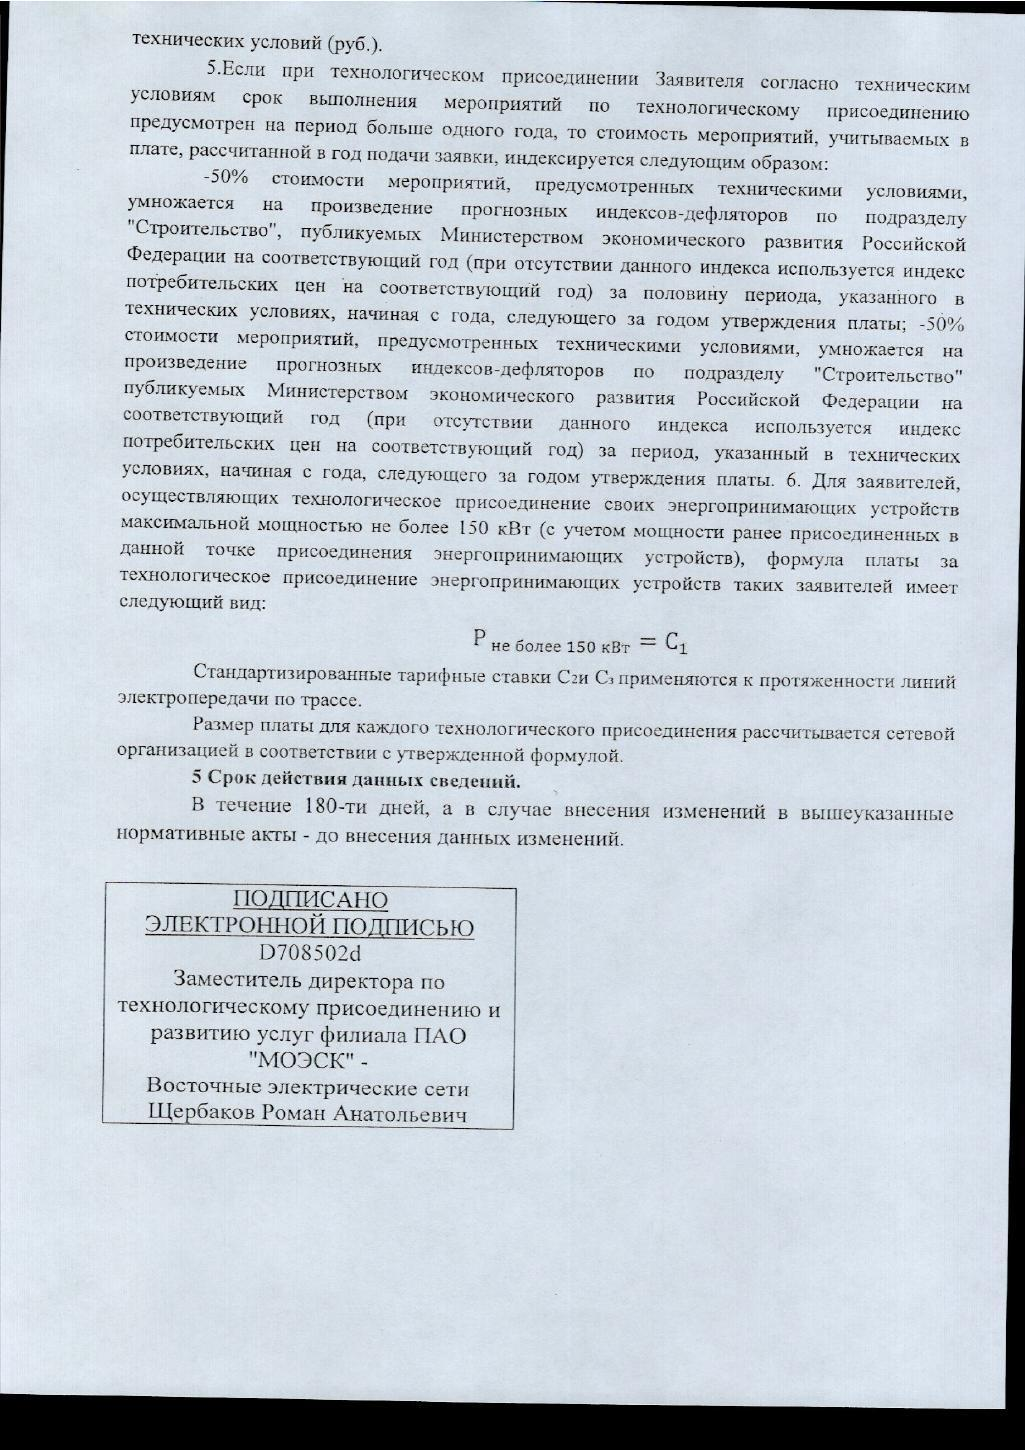 технических условий (руб.).
5.Если при технологическом присоединении Заявителя согласно техническим
условиям срок выполнения мероприятий по технологическому присоединению
предусмотрен на период больше одного года, то стоимость мероприятий, учитываемых в
плате, рассчитанной в год подачи заявки, индексируется следующим образом:
-50% стоимости мероприятий, предусмотренных техническими условиями,
умножается на произведение прогнозных индексов-дефляторов по подразделу
"Строительство", публикуемых Министерством экономического развития Российской
Федерации на соответствующий год (при отсутствии данного индекса используется индекс
потребительских цен на соответствующий год) за половину периода, указанного в
технических условиях, начиная с года, следующего за годом утверждения платы; -50%
стоимости мероприятий, предусмотренных техническими условиями, умножается на
произведение прогнозных индексов-дефляторов по подразделу "Строительство"
публикуемых Министерством экономического развития Российской Федерации на
соответствующий год (при отсутствии данного индекса используется индекс
потребительских цен на соответствующий год) за период, указанный в технических
условиях, начиная с года, следующего за годом утверждения платы. 6. Для заявителей,
осуществляющих технологическое присоединение своих энергопринимающих устройств
максимальной мощностью не более 150 кВт (с учетом мощности ранее присоединенных в
данной точке присоединения энергопринимающих устройств), формула платы за
технологическое присоединение энергопринимающих устройств таких заявителей имеет
следующий вид:
P не более 150 кВт = C1
Стандартизированные тарифные ставки С2и С3 применяются к протяженности линий
электропередачи по трассе.
Размер платы для каждого технологического присоединения рассчитывается сетевой
организацией в соответствии с утвержденной формулой.
5 Срок действия данных сведений.
В течение 180-ти дней, а в случае внесения изменений в вышеуказанные
нормативные акты - до внесения данных изменений.
ПОДПИСАНО
ЭЛЕКТРОННОЙ ПОДПИСЬЮ
D708502d
Заместитель директора по
технологическому присоединению и
развитию услуг филиала ПАО
"МОЭСК" -
Восточные электрические сети
Щербаков Роман Анатольевич